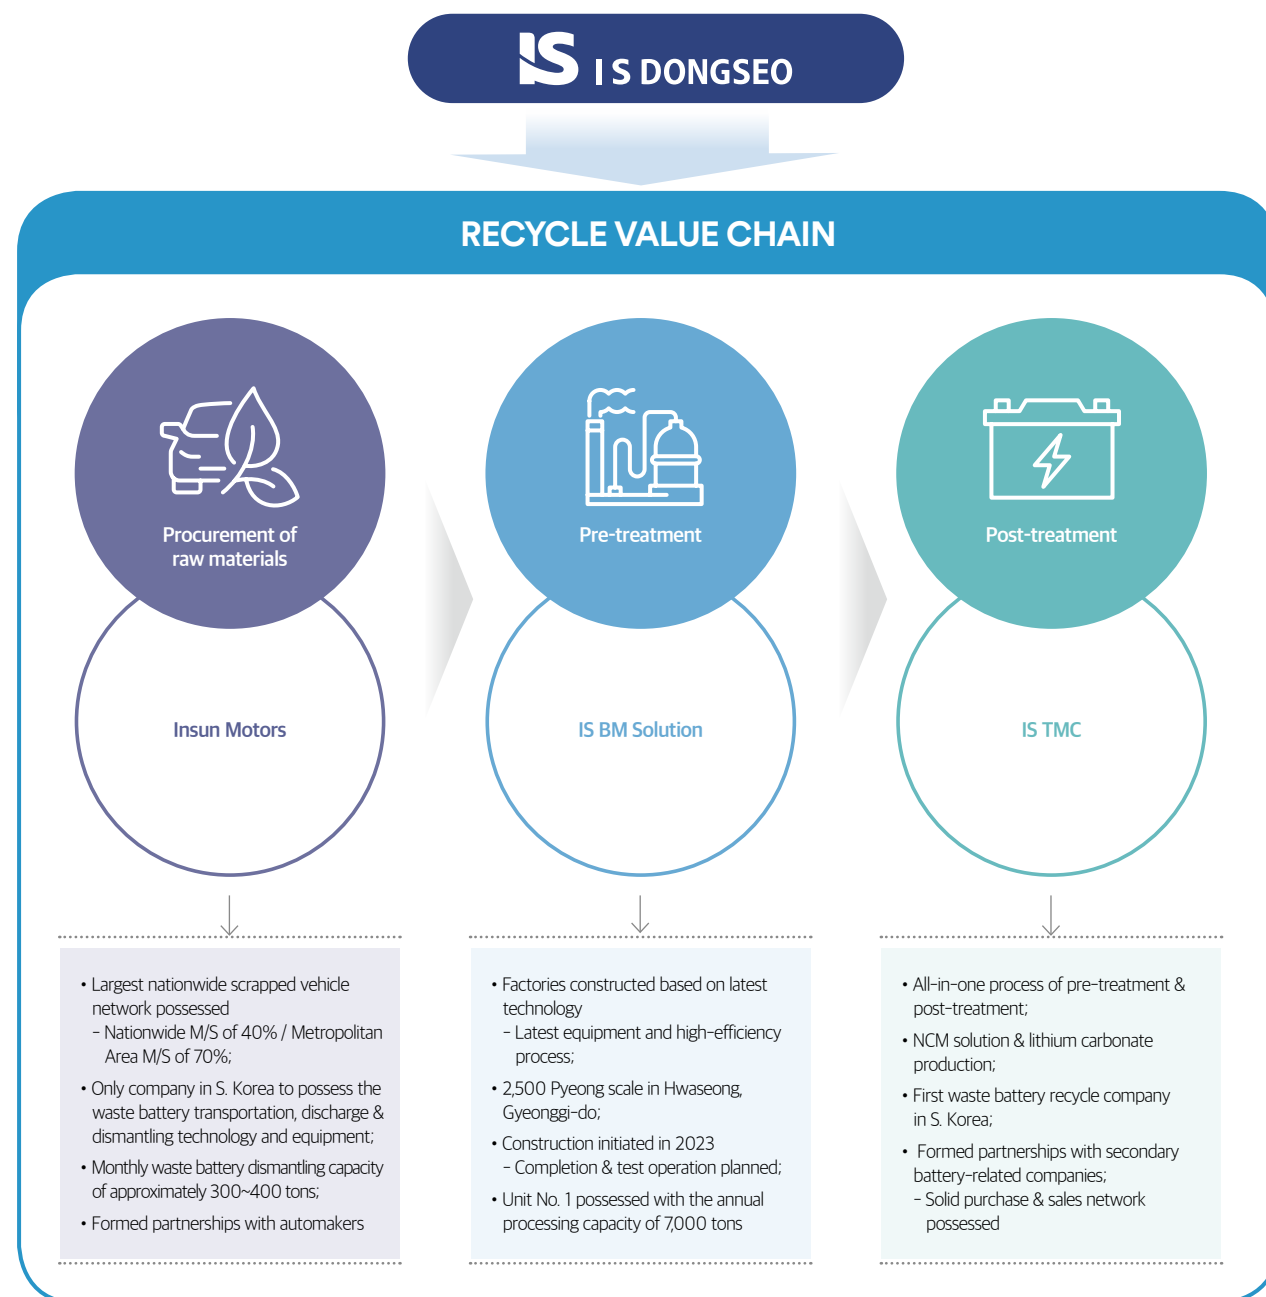 IS I S DONGSEO
RECYCLE VALUE CHAIN
Procurement of
raw materials
Insun Motors
• Largest nationwide scrapped vehicle
network possessed
- Nationwide M/S of 40% / Metropolitan
Area M/S of 70%;
• Only company in S. Korea to possess the
waste battery transportation, discharge &
dismantling technology and equipment;
• Monthly waste battery dismantling capacity
of approximately 300~400 tons;
• Formed partnerships with automakers
Pre-treatment
IS BM Solution
• Factories constructed based on latest
technology
- Latest equipment and high-efficiency
process;
• 2,500 Pyeong scale in Hwaseong,
Gyeonggi-do;
• Construction initiated in 2023
- Completion & test operation planned;
• Unit No. 1 possessed with the annual
processing capacity of 7,000 tons
Post-treatment
IS TMC
• All-in-one process of pre-treatment &
post-treatment;
• NCM solution & lithium carbonate
production;
• First waste battery recycle company
in S. Korea;
• Formed partnerships with secondary
battery-related companies;
- Solid purchase & sales network
possessed